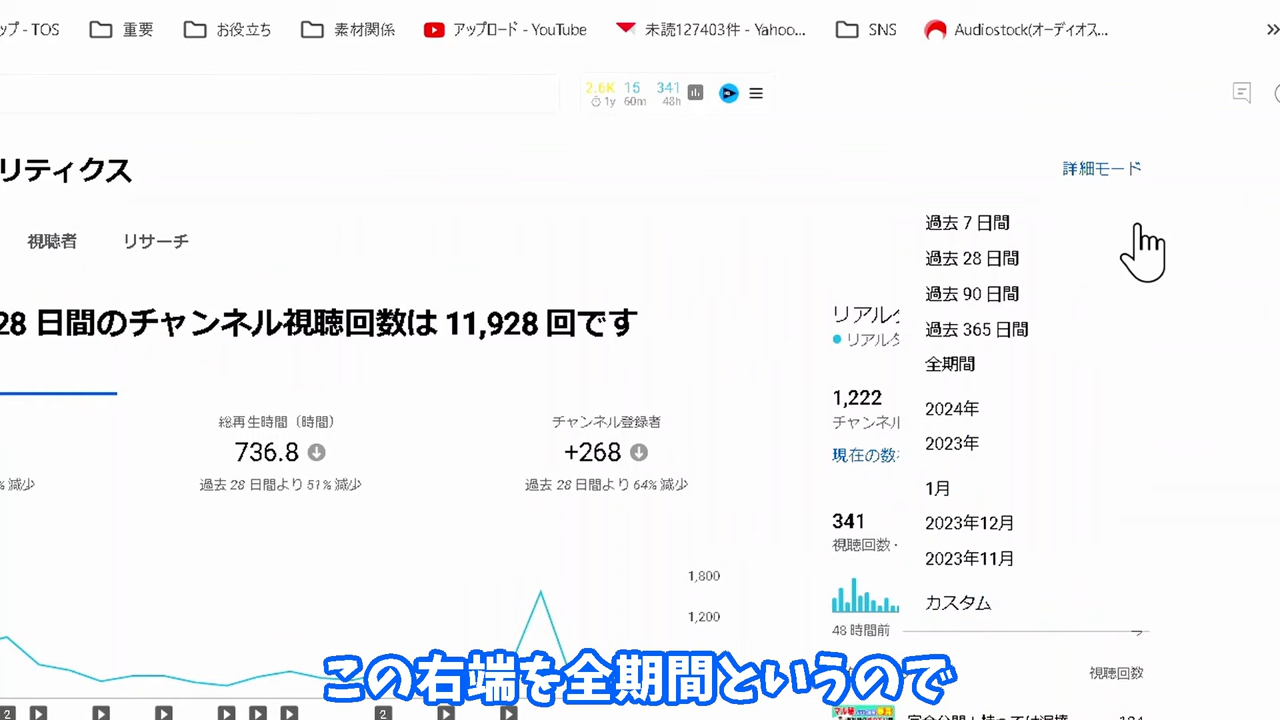 ップ - TOS 重要 お役立ち 素材関係 アップロード - YouTube 未読127403件 - Yahoo... SNS Audiostock(オーディオス... »
2.6K 15 341
1y 60m 48h
リティクス
詳細モード
視聴者 リサーチ
28 日間のチャンネル視聴回数は 11,928 回です
総再生時間（時間）
736.8
過去 28 日間より 51% 減少
チャンネル登録者
+268
過去 28 日間より 64% 減少
% 減少
1,800
1,200
リアルタ
リアルタ
1,222
チャンネル
現在の数
341
視聴回数・
48 時間前
視聴回数
過去 7 日間
過去 28 日間
過去 90 日間
過去 365 日間
全期間
2024年
2023年
1月
2023年12月
2023年11月
カスタム
この右端を全期間というので
2
2